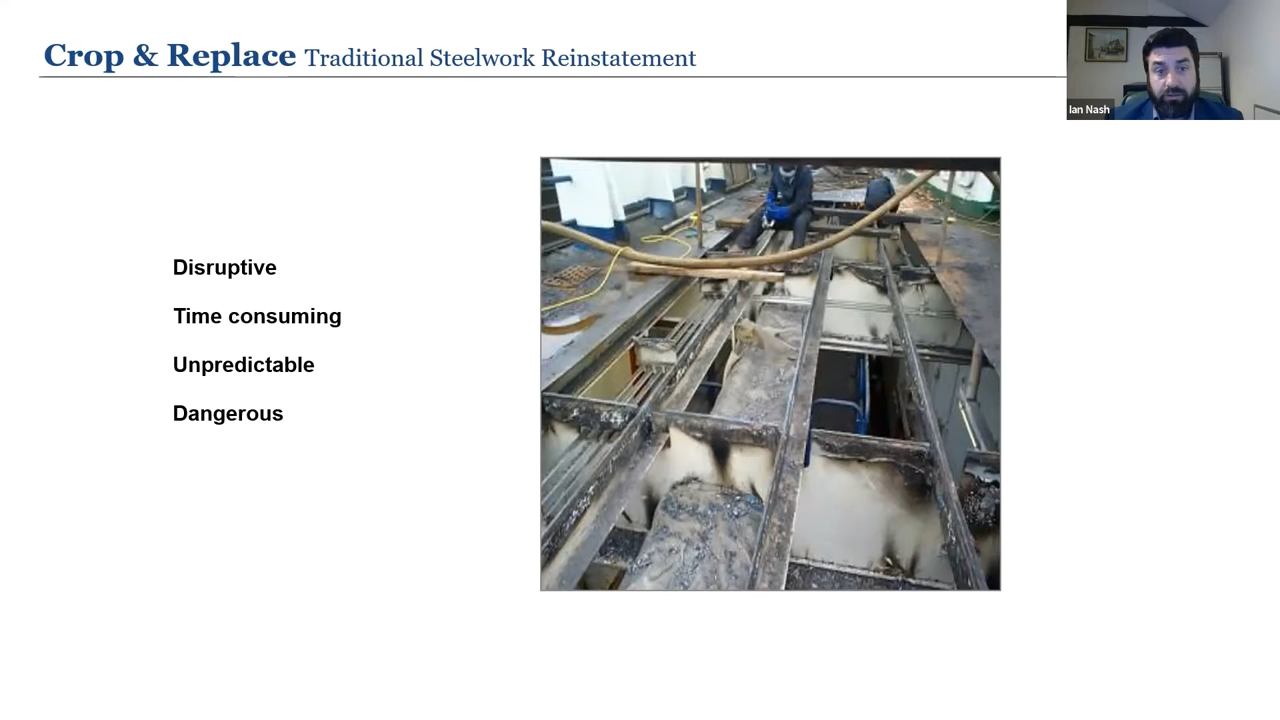 Crop & Replace Traditional Steelwork Reinstatement
Ian Nash
Disruptive
Time consuming
Unpredictable
Dangerous